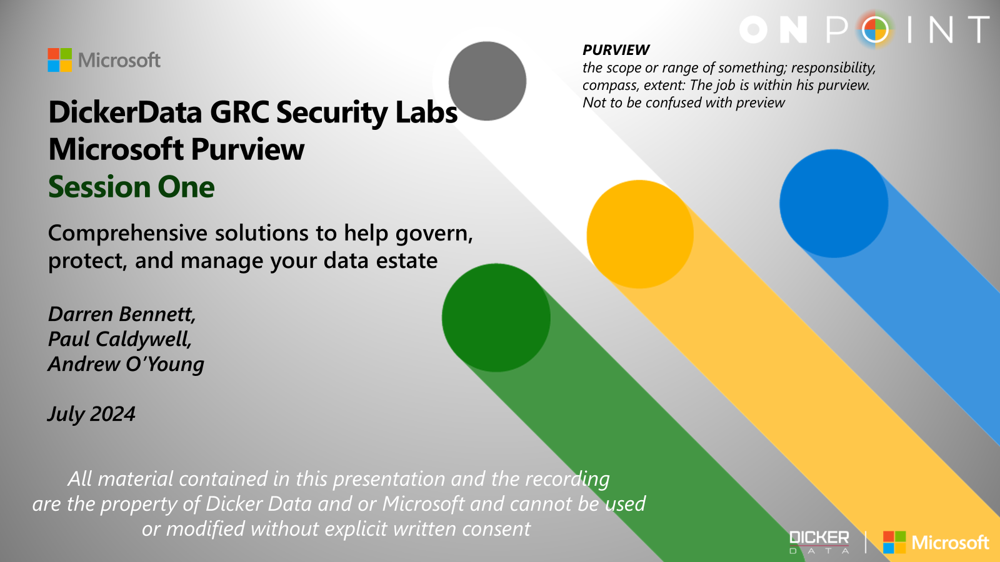 ONPOINT
Microsoft
PURVIEW
the scope or range of something; responsibility,
compass, extent: The job is within his purview.
Not to be confused with preview
DickerData GRC Security Labs
Microsoft Purview
Session One
Comprehensive solutions to help govern,
protect, and manage your data estate
Darren Bennett,
Paul Caldywell,
Andrew O’Young
July 2024
All material contained in this presentation and the recording
are the property of Dicker Data and or Microsoft and cannot be used
or modified without explicit written consent
DICKER
DATA
Microsoft